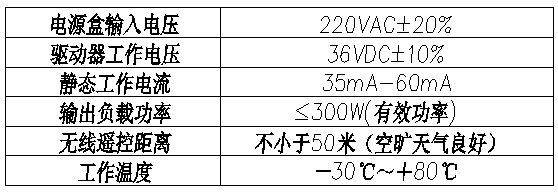 电源盒输入电压 220VAC±20%
驱动器工作电压 36VDC±10%
静态工作电流 35mA-60mA
输出负载功率 ≤300W(有效功率)
无线遥控距离 不小于50米（空旷天气良好）
工作温度 -30℃～+80℃